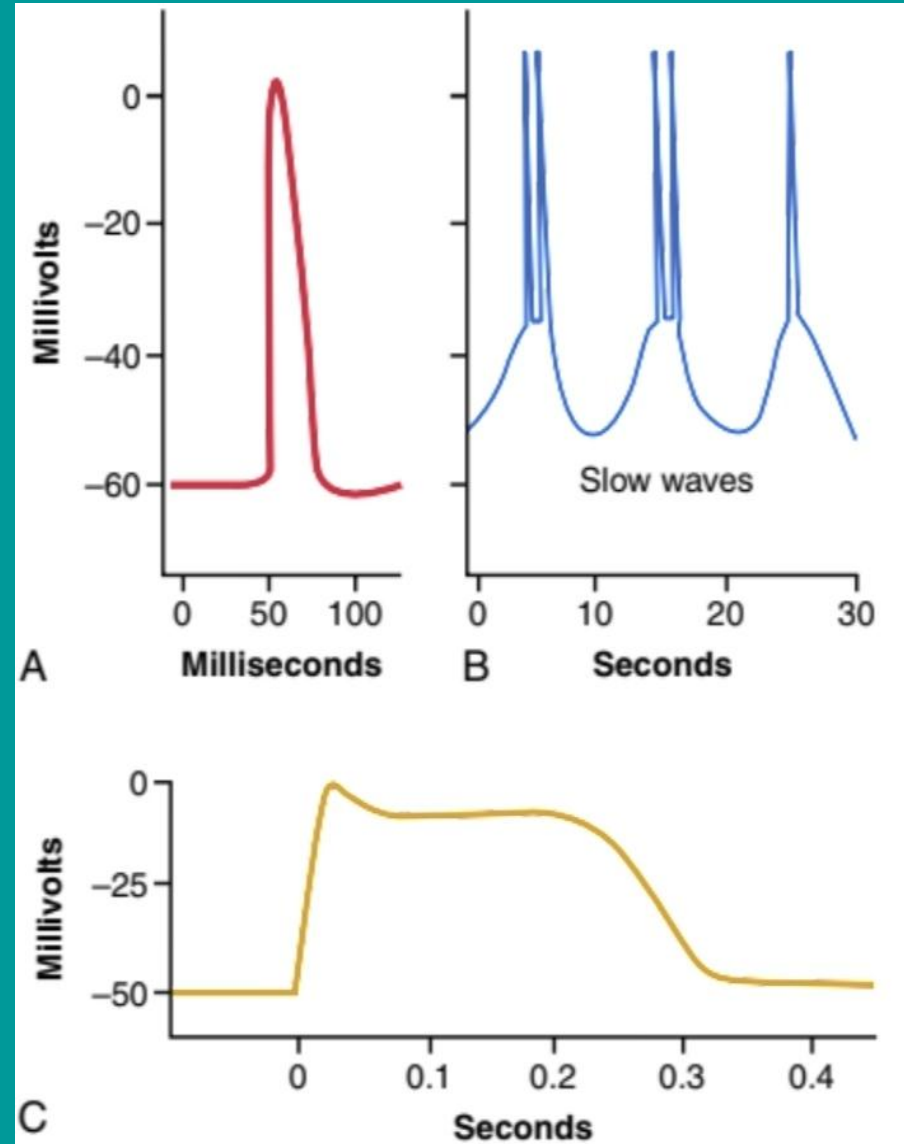 Millivolts
0
–20
–40
–60
0 50 100
Milliseconds
A
Slow waves
0 10 20 30
Seconds
B
Millivolts
0
–25
–50
0 0.1 0.2 0.3 0.4
Seconds
C